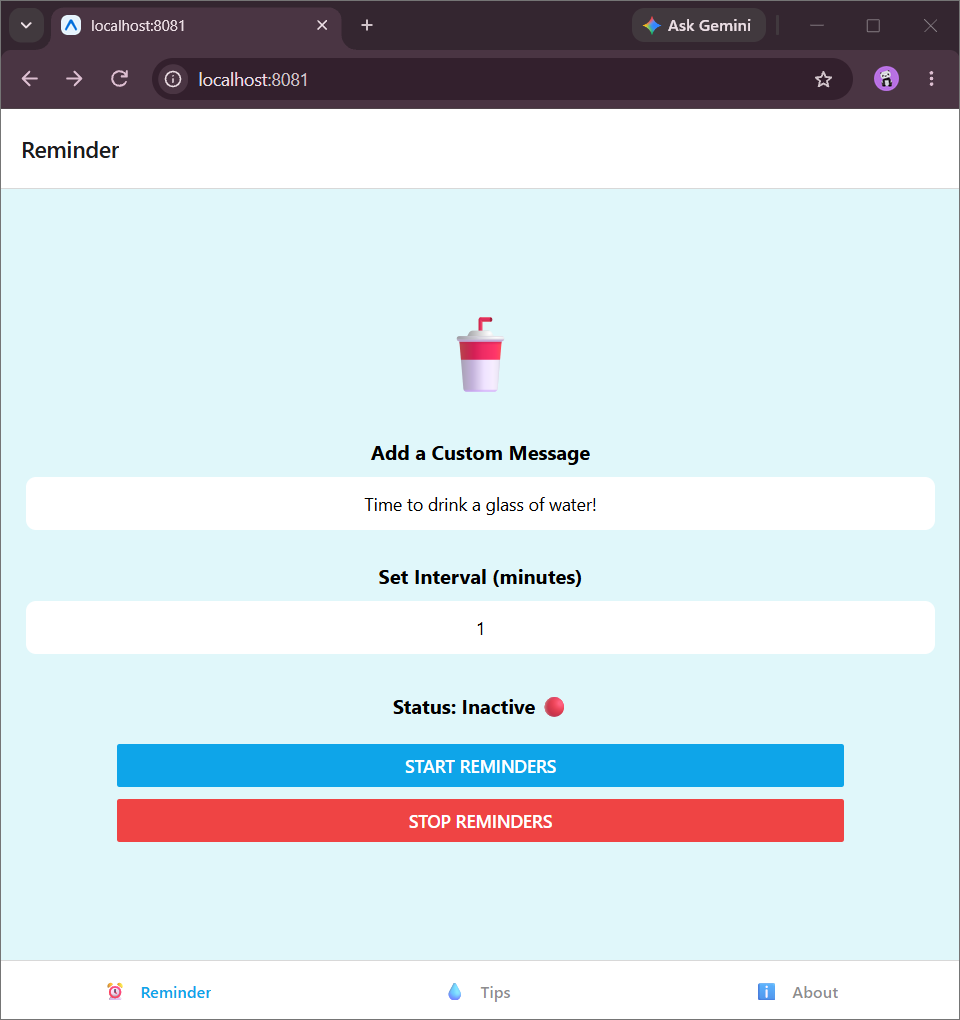 localhost:8081
Ask Gemini
localhost:8081
Reminder
Add a Custom Message
Time to drink a glass of water!
Set Interval (minutes)
1
Status: Inactive
START REMINDERS
STOP REMINDERS
Reminder
Tips
About